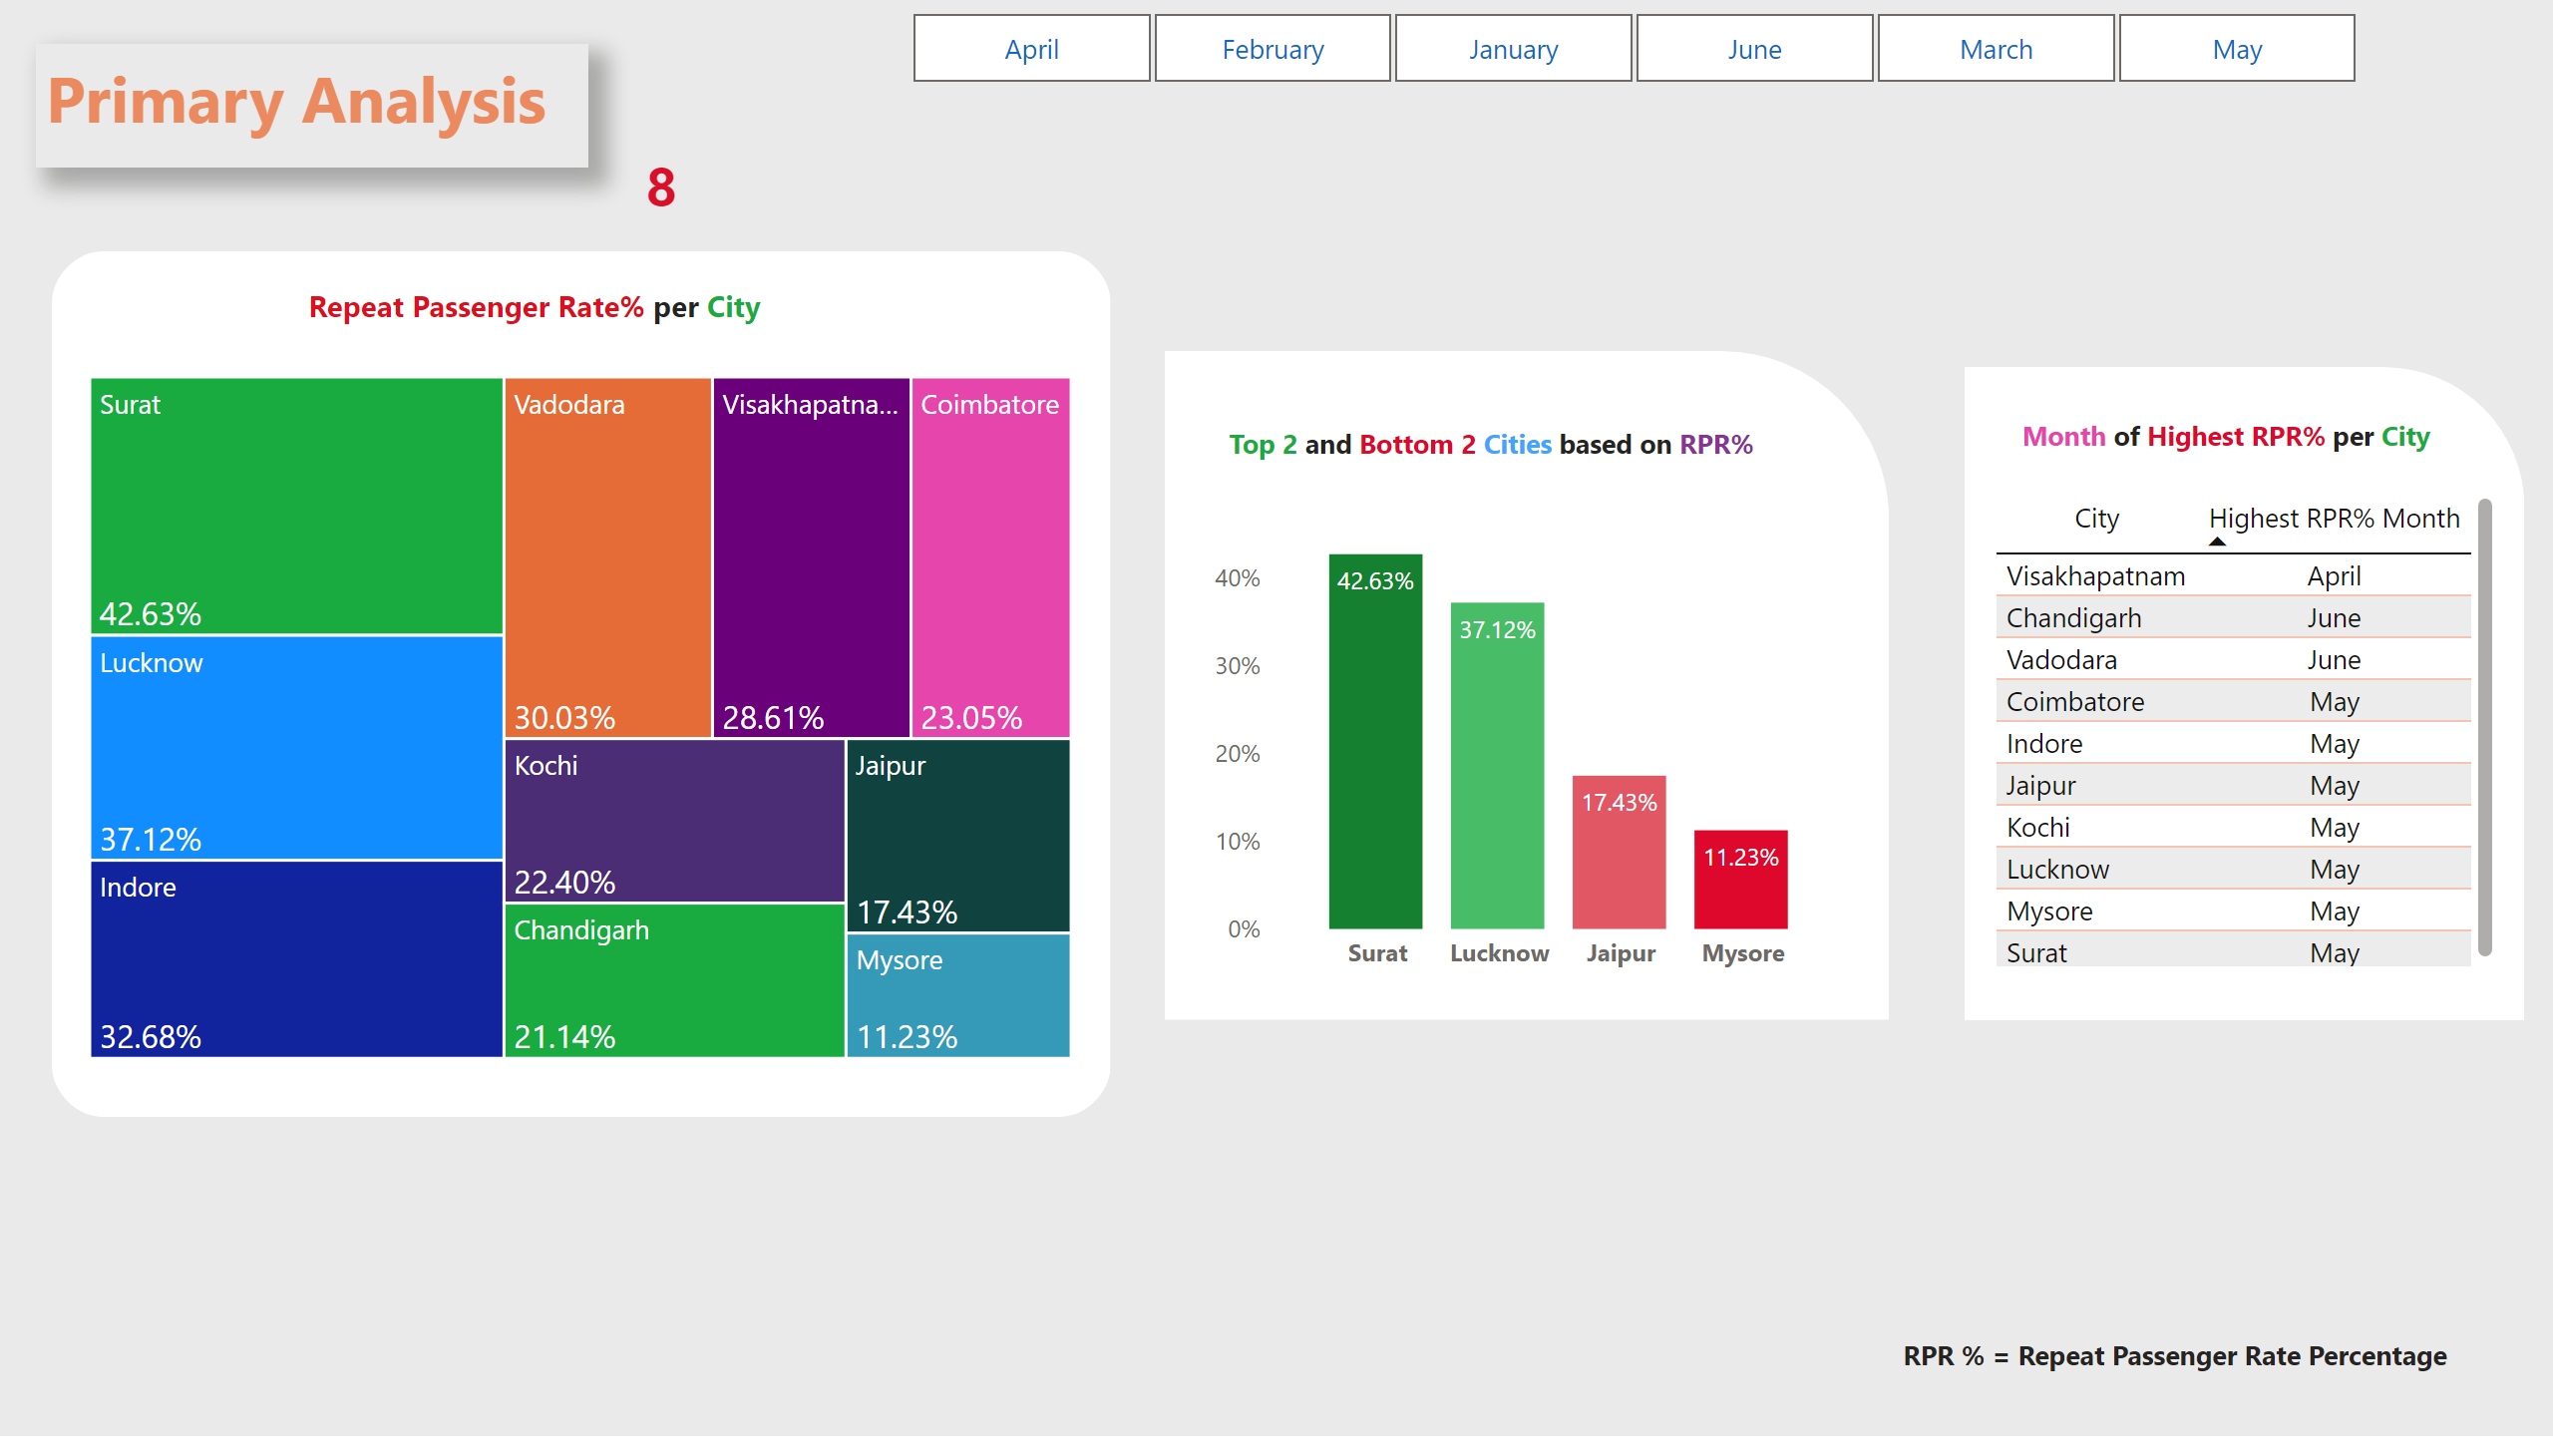 April
February
January
June
March
May
Primary Analysis
8
Repeat Passenger Rate% per City
Surat
42.63%
Lucknow
37.12%
Indore
32.68%
Vadodara
30.03%
Visakhapatna...
28.61%
Coimbatore
23.05%
Kochi
22.40%
Jaipur
17.43%
Chandigarh
21.14%
Mysore
11.23%
Top 2 and Bottom 2 Cities based on RPR%
40%
30%
20%
10%
0%
42.63%
37.12%
17.43%
11.23%
Surat
Lucknow
Jaipur
Mysore
Month of Highest RPR% per City
City Highest RPR% Month
Visakhapatnam April
Chandigarh June
Vadodara June
Coimbatore May
Indore May
Jaipur May
Kochi May
Lucknow May
Mysore May
Surat May
RPR % = Repeat Passenger Rate Percentage